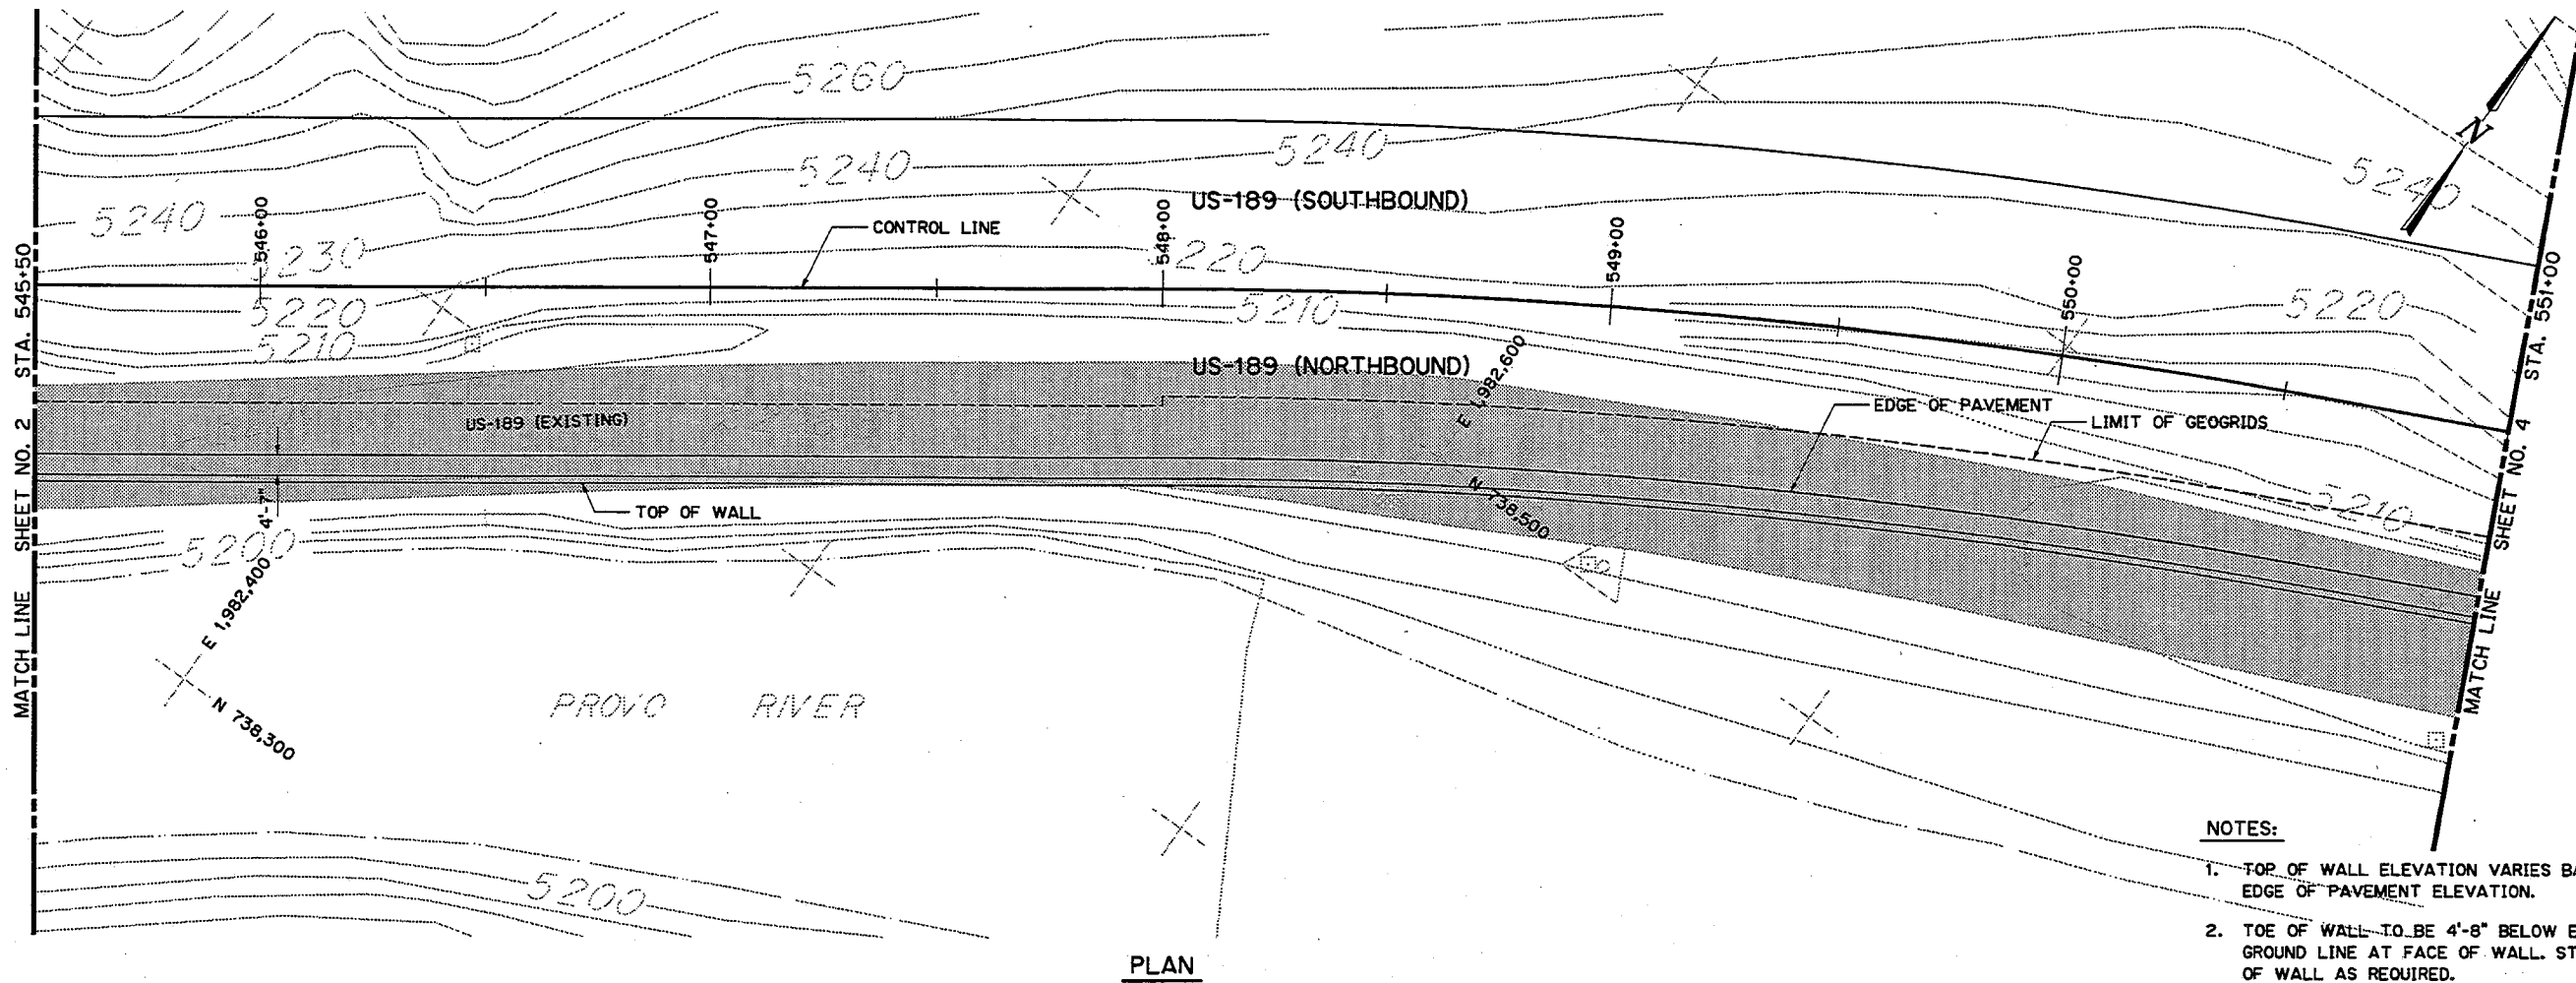 5260
5240
5240
5240
5240
US-189 (SOUTHBOUND)
CONTROL LINE
546+00
547+00
548+00
549+00
550+00
5230
5220
5220
5220
5210
5210
5210
US-189 (NORTHBOUND)
US-189 (EXISTING)
E 1,982,600
N 738,500
EDGE OF PAVEMENT
LIMIT OF GEOGRIDS
TOP OF WALL
4'-7"
5200
E 1,982,400
N 738,300
PROVO RIVER
5200
MATCH LINE SHEET NO. 2 STA. 545+50
MATCH LINE SHEET NO. 4 STA. 551+00
N
NOTES:
1. TOP OF WALL ELEVATION VARIES
EDGE OF PAVEMENT ELEVATION.
2. TOE OF WALL TO BE 4'-8" BELOW
GROUND LINE AT FACE OF WALL.
OF WALL AS REQUIRED.
PLAN